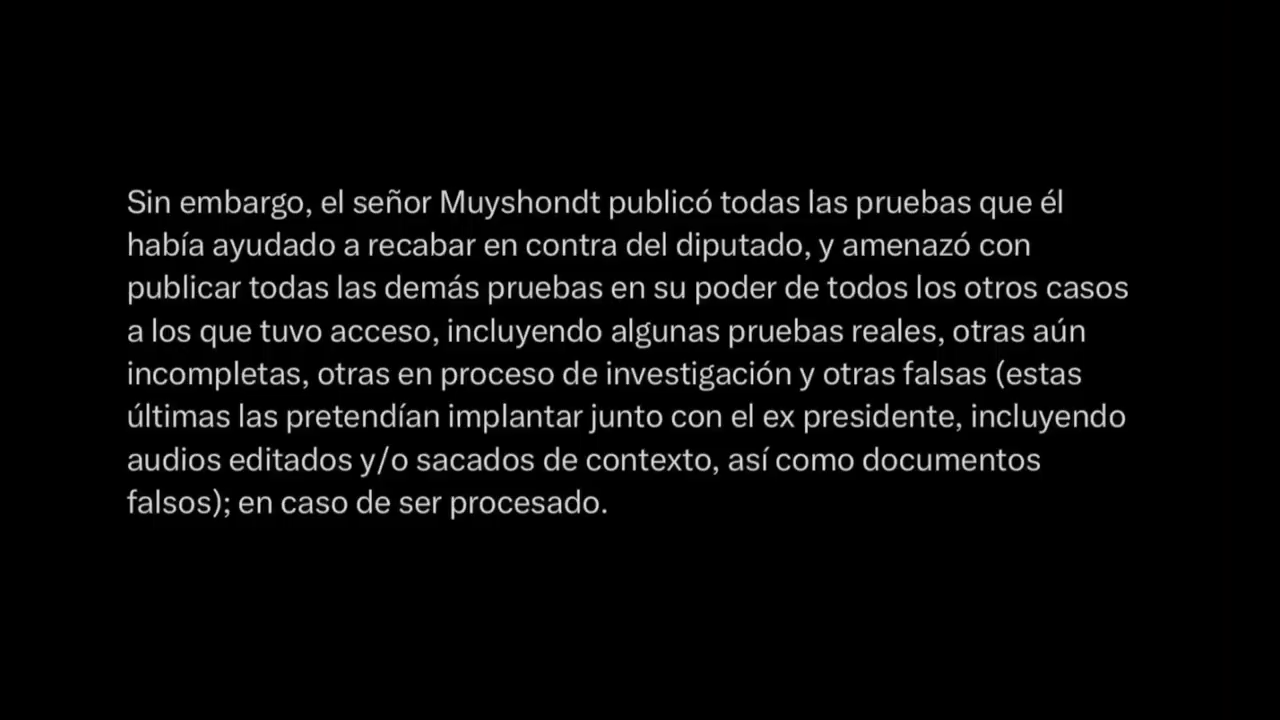 Sin embargo, el señor Muyshondt publicó todas las pruebas que él
había ayudado a recabar en contra del diputado, y amenazó con
publicar todas las demás pruebas en su poder de todos los otros casos
a los que tuvo acceso, incluyendo algunas pruebas reales, otras aún
incompletas, otras en proceso de investigación y otras falsas (estas
últimas las pretendían implantar junto con el ex presidente, incluyendo
audios editados y/o sacados de contexto, así como documentos
falsos); en caso de ser procesado.